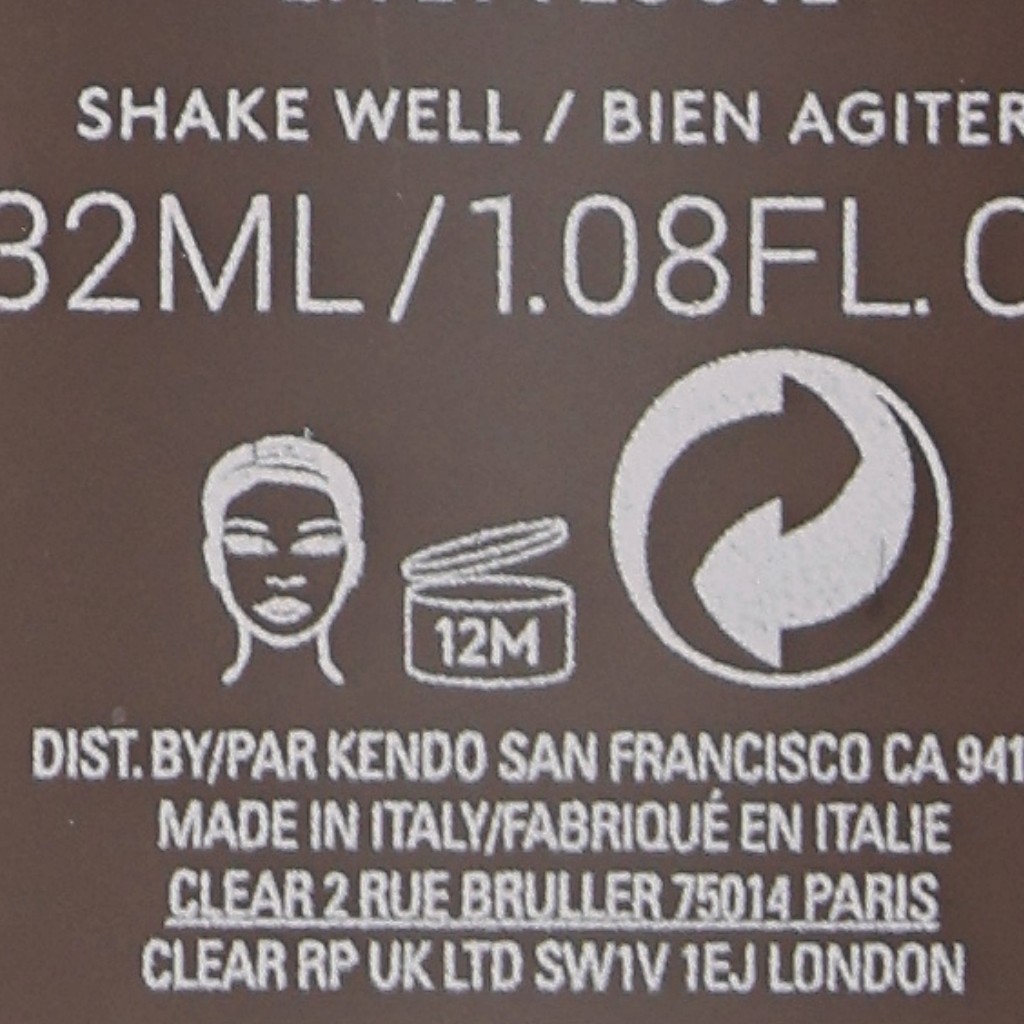 SHAKE WELL / BIEN AGITER
32ML/1.08FL.
12M
DIST. BY/PAR KENDO SAN FRANCISCO CA 941
MADE IN ITALY/FABRIQUÉ EN ITALIE
CLEAR 2 RUE BRULLER 75014 PARIS
CLEAR RP UK LTD SW1V 1EJ LONDON